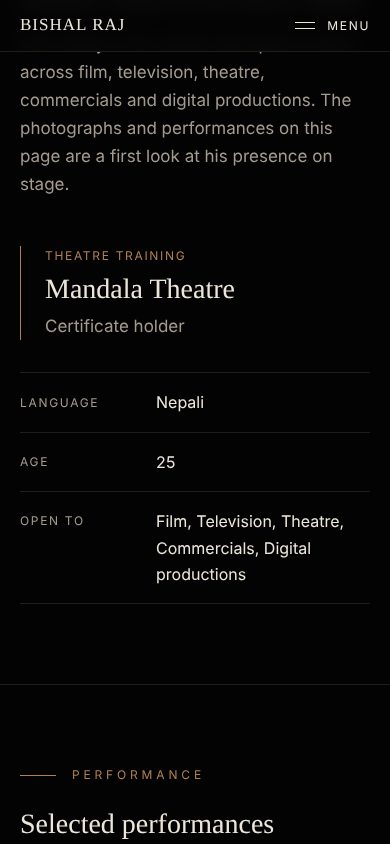 BISHAL RAJ
MENU
across film, television, theatre,
commercials and digital productions. The
photographs and performances on this
page are a first look at his presence on
stage.
THEATRE TRAINING
Mandala Theatre
Certificate holder
LANGUAGE
Nepali
AGE
25
OPEN TO
Film, Television, Theatre,
Commercials, Digital
productions
PERFORMANCE
Selected performances